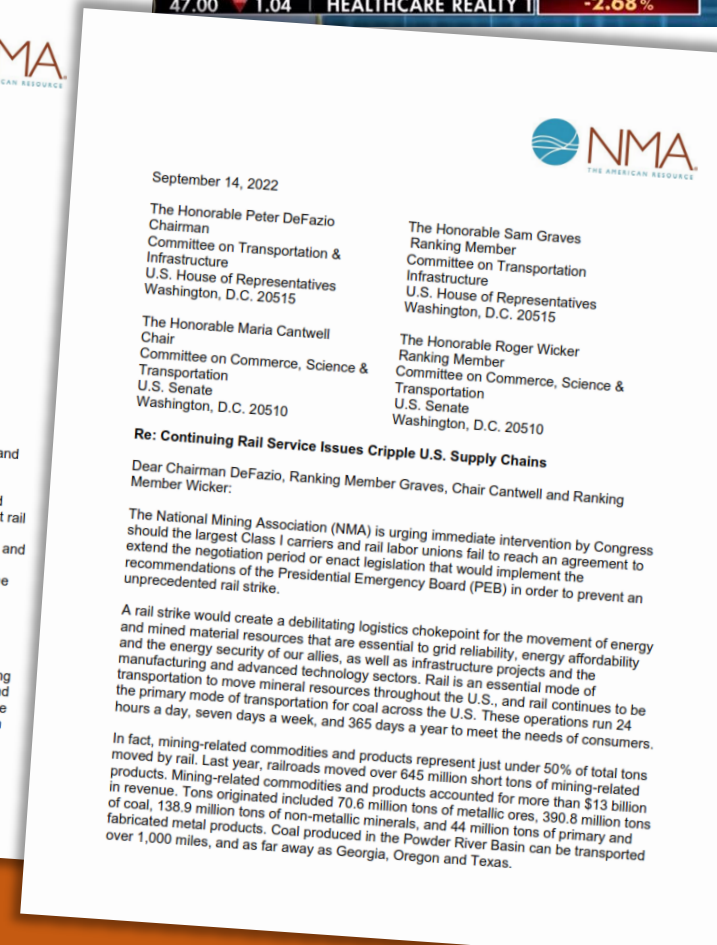 47.00 ▼ 1.04 | HEALTHCARE REALTY T -2.68%
MA
CAN RESOURCE
and
d
t rail
and
e
ng
nd
e
NMA
THE AMERICAN RESOURCE
September 14, 2022
The Honorable Peter DeFazio
Chairman
Committee on Transportation &
Infrastructure
U.S. House of Representatives
Washington, D.C. 20515
The Honorable Sam Graves
Ranking Member
Committee on Transportation
Infrastructure
U.S. House of Representatives
Washington, D.C. 20515
The Honorable Maria Cantwell
Chair
Committee on Commerce, Science &
Transportation
U.S. Senate
Washington, D.C. 20510
The Honorable Roger Wicker
Ranking Member
Committee on Commerce, Science &
Transportation
U.S. Senate
Washington, D.C. 20510
Re: Continuing Rail Service Issues Cripple U.S. Supply Chains
Dear Chairman DeFazio, Ranking Member Graves, Chair Cantwell and Ranking
Member Wicker:
The National Mining Association (NMA) is urging immediate intervention by Congress
should the largest Class I carriers and rail labor unions fail to reach an agreement to
extend the negotiation period or enact legislation that would implement the
recommendations of the Presidential Emergency Board (PEB) in order to prevent an
unprecedented rail strike.
A rail strike would create a debilitating logistics chokepoint for the movement of energy
and mined material resources that are essential to grid reliability, energy affordability
and the energy security of our allies, as well as infrastructure projects and the
manufacturing and advanced technology sectors. Rail is an essential mode of
transportation to move mineral resources throughout the U.S., and rail continues to be
the primary mode of transportation for coal across the U.S. These operations run 24
hours a day, seven days a week, and 365 days a year to meet the needs of consumers.
In fact, mining-related commodities and products represent just under 50% of total tons
moved by rail. Last year, railroads moved over 645 million short tons of mining-related
products. Mining-related commodities and products accounted for more than $13 billion
in revenue. Tons originated included 70.6 million tons of metallic ores, 390.8 million tons
of coal, 138.9 million tons of non-metallic minerals, and 44 million tons of primary and
fabricated metal products. Coal produced in the Powder River Basin can be transported
over 1,000 miles, and as far away as Georgia, Oregon and Texas.